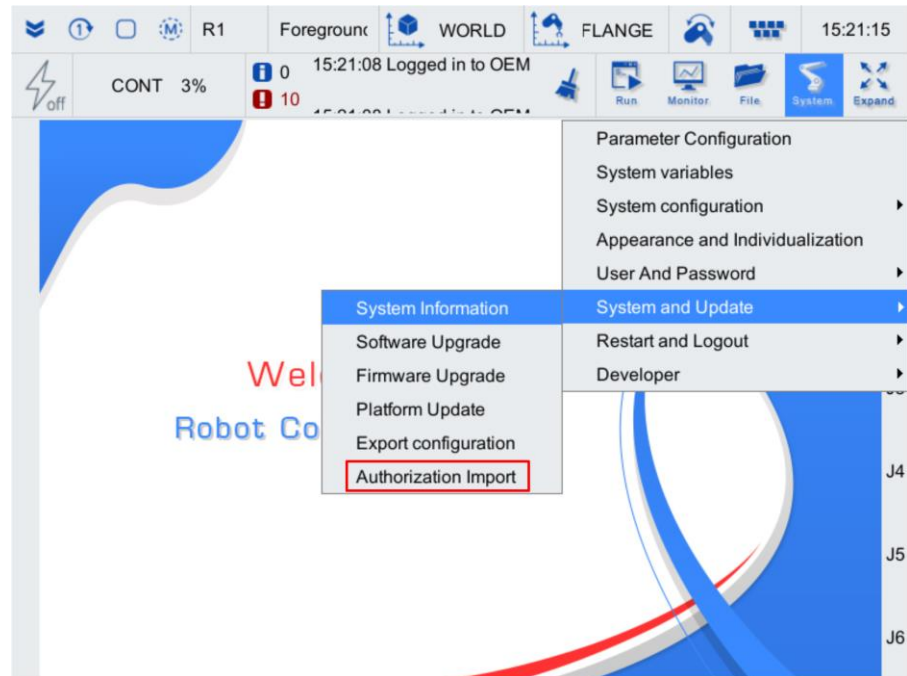 R1 Foreground WORLD FLANGE 15:21:15
off CONT 3% 0 15:21:08 Logged in to OEM
10
Run Monitor File System Expand
Parameter Configuration
System variables
System configuration
Appearance and Individualization
User And Password
System and Update
Restart and Logout
Developer
System Information
Software Upgrade
Firmware Upgrade
Platform Update
Export configuration
Authorization Import
Wel
Robot Co
J4
J5
J6